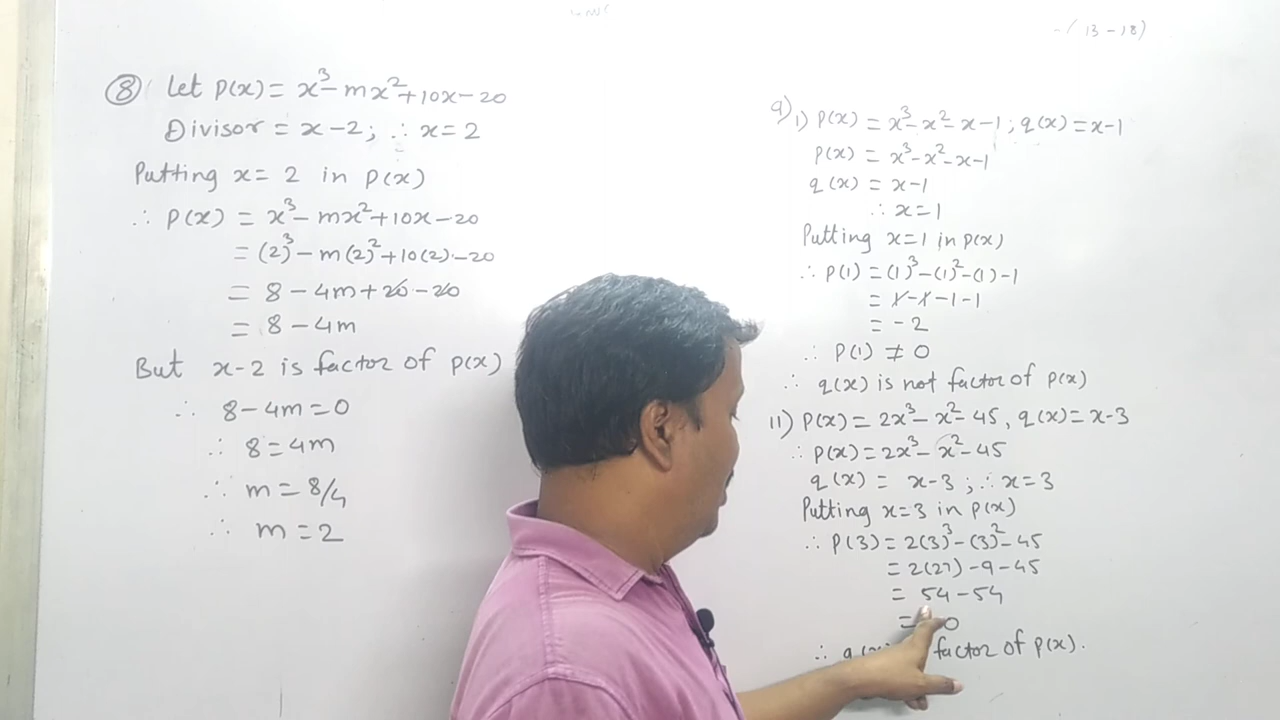 -( 13 - 18)
⑧ Let P(x) = x³ - mx² + 10x - 20
Divisor = x - 2 ; ∴ x = 2
Putting x = 2 in P(x)
∴ P(x) = x³ - mx² + 10x - 20
= (2)³ - m(2)² + 10(2) - 20
= 8 - 4m + 20 - 20
= 8 - 4m
But x - 2 is factor of P(x)
∴ 8 - 4m = 0
∴ 8 = 4m
∴ m = 8/4
∴ m = 2
9) i) P(x) = x³ - x² - x - 1 ; q(x) = x - 1
P(x) = x³ - x² - x - 1
q(x) = x - 1
∴ x = 1
Putting x = 1 in P(x)
∴ P(1) = (1)³ - (1)² - (1) - 1
= 1 - 1 - 1 - 1
= - 2
∴ P(1) ≠ 0
∴ q(x) is not factor of P(x)
ii) P(x) = 2x³ - x² - 45 , q(x) = x - 3
∴ P(x) = 2x³ - x² - 45
q(x) = x - 3 ; ∴ x = 3
Putting x = 3 in P(x)
∴ P(3) = 2(3)³ - (3)² - 45
= 2(27) - 9 - 45
= 54 - 54
= 0
∴ factor of P(x).